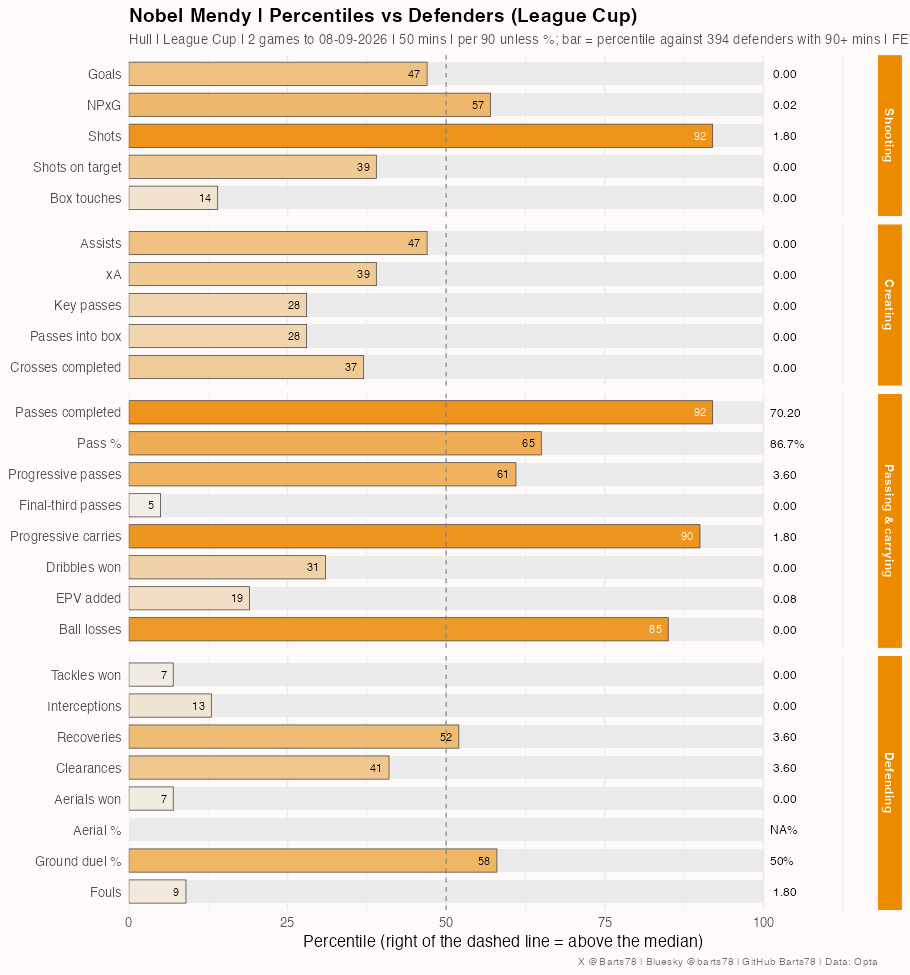 Nobel Mendy | Percentiles vs Defenders (League Cup)
Hull | League Cup | 2 games to 08-09-2026 | 50 mins | per 90 unless %; bar = percentile against 394 defenders with 90+ mins |
Goals 47 0.00
NPxG 57 0.02
Shots 92 1.80
Shots on target 39 0.00
Box touches 14 0.00
Shooting
Assists 47 0.00
xA 39 0.00
Key passes 28 0.00
Passes into box 28 0.00
Crosses completed 37 0.00
Creating
Passes completed 92 70.20
Pass % 65 86.7%
Progressive passes 61 3.60
Final-third passes 5 0.00
Progressive carries 90 1.80
Dribbles won 31 0.00
EPV added 19 0.08
Ball losses 85 0.00
Passing & carrying
Tackles won 7 0.00
Interceptions 13 0.00
Recoveries 52 3.60
Clearances 41 3.60
Aerials won 7 0.00
Aerial % NA%
Ground duel % 58 50%
Fouls 9 1.80
Defending
0 25 50 75 100
Percentile (right of the dashed line = above the median)
X @Barts78 | Bluesky @barts78 | GitHub Barts78 | Data: Opta